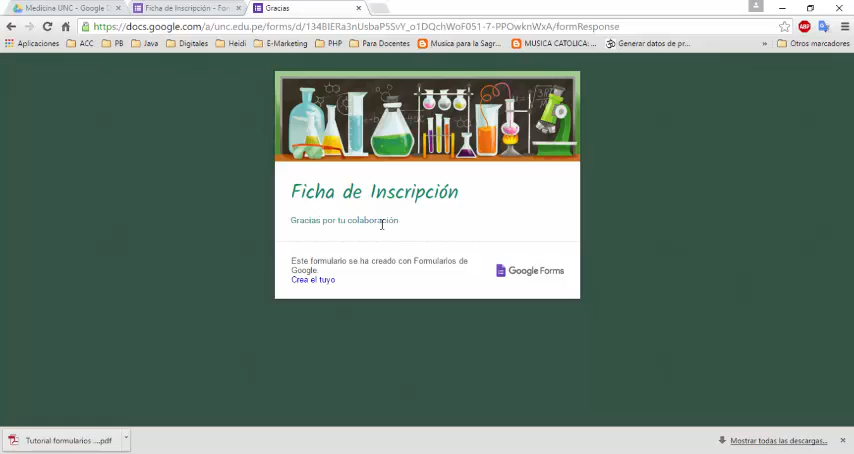 Medicina UNC - Google
Ficha de Inscripción - For
Gracias
https://docs.google.com/a/unc.edu.pe/forms/d/134BIERa3nUsbaP5SvY_o1DQchWoF051-7-PPOwknWxA/formResponse
Aplicaciones ACC PB Java Digitales Heidi E-Marketing PHP Para Docentes Musica para la Sagr... MUSICA CATOLICA: ... Generar datos de pr... » Otros marcadores
Ficha de Inscripción
Gracias por tu colaboración
Este formulario se ha creado con Formularios de
Google.
Crea el tuyo
Google Forms
Tutorial formularios ....pdf
Mostrar todas las descargas...